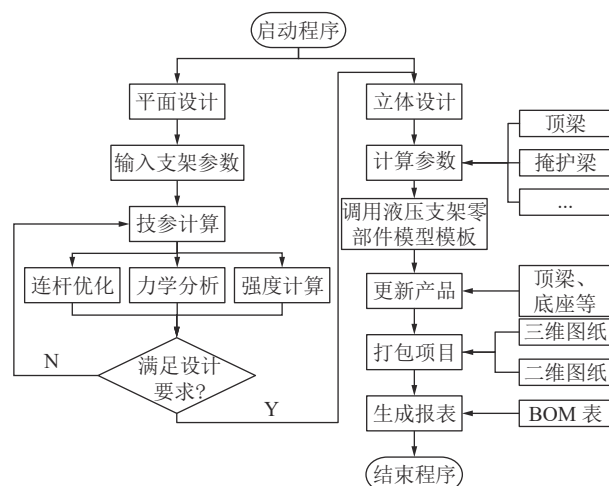 启动程序
平面设计
立体设计
输入支架参数
计算参数
顶梁
掩护梁
...
技参计算
调用液压支架零
部件模型模板
连杆优化
力学分析
强度计算
更新产品
顶梁、
底座等
N
满足设计
要求?
Y
打包项目
三维图纸
二维图纸
生成报表
BOM 表
结束程序